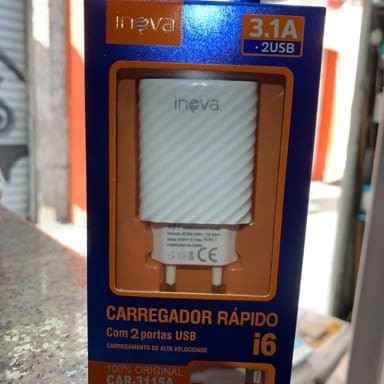 inova
3.1A
· 2USB
inova
CE
CARREGADOR RÁPIDO
Com 2 portas USB
i6
CARREGAMENTO DE ALTA VELOCIDADE
100% ORIGINAL
CAR-3115A